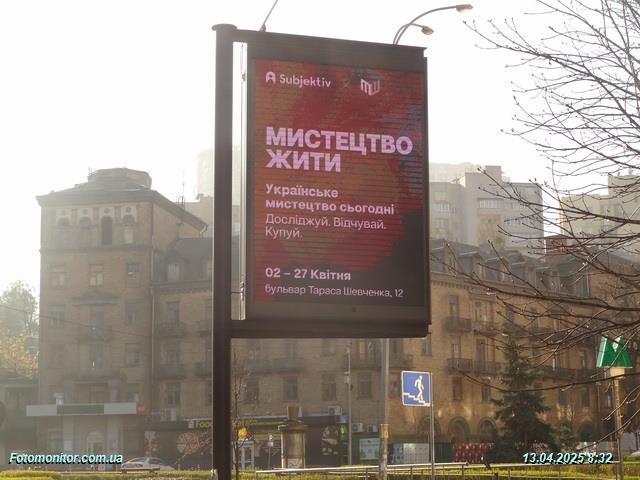 Subjektiv
МИСТЕЦТВО
ЖИТИ
Українське
мистецтво сьогодні
Досліджуй. Відчувай.
Купуй.
02 – 27 Квітня
бульвар Тараса Шевченка, 12
Fotomonitor.com.ua
13.04.2025 8:32